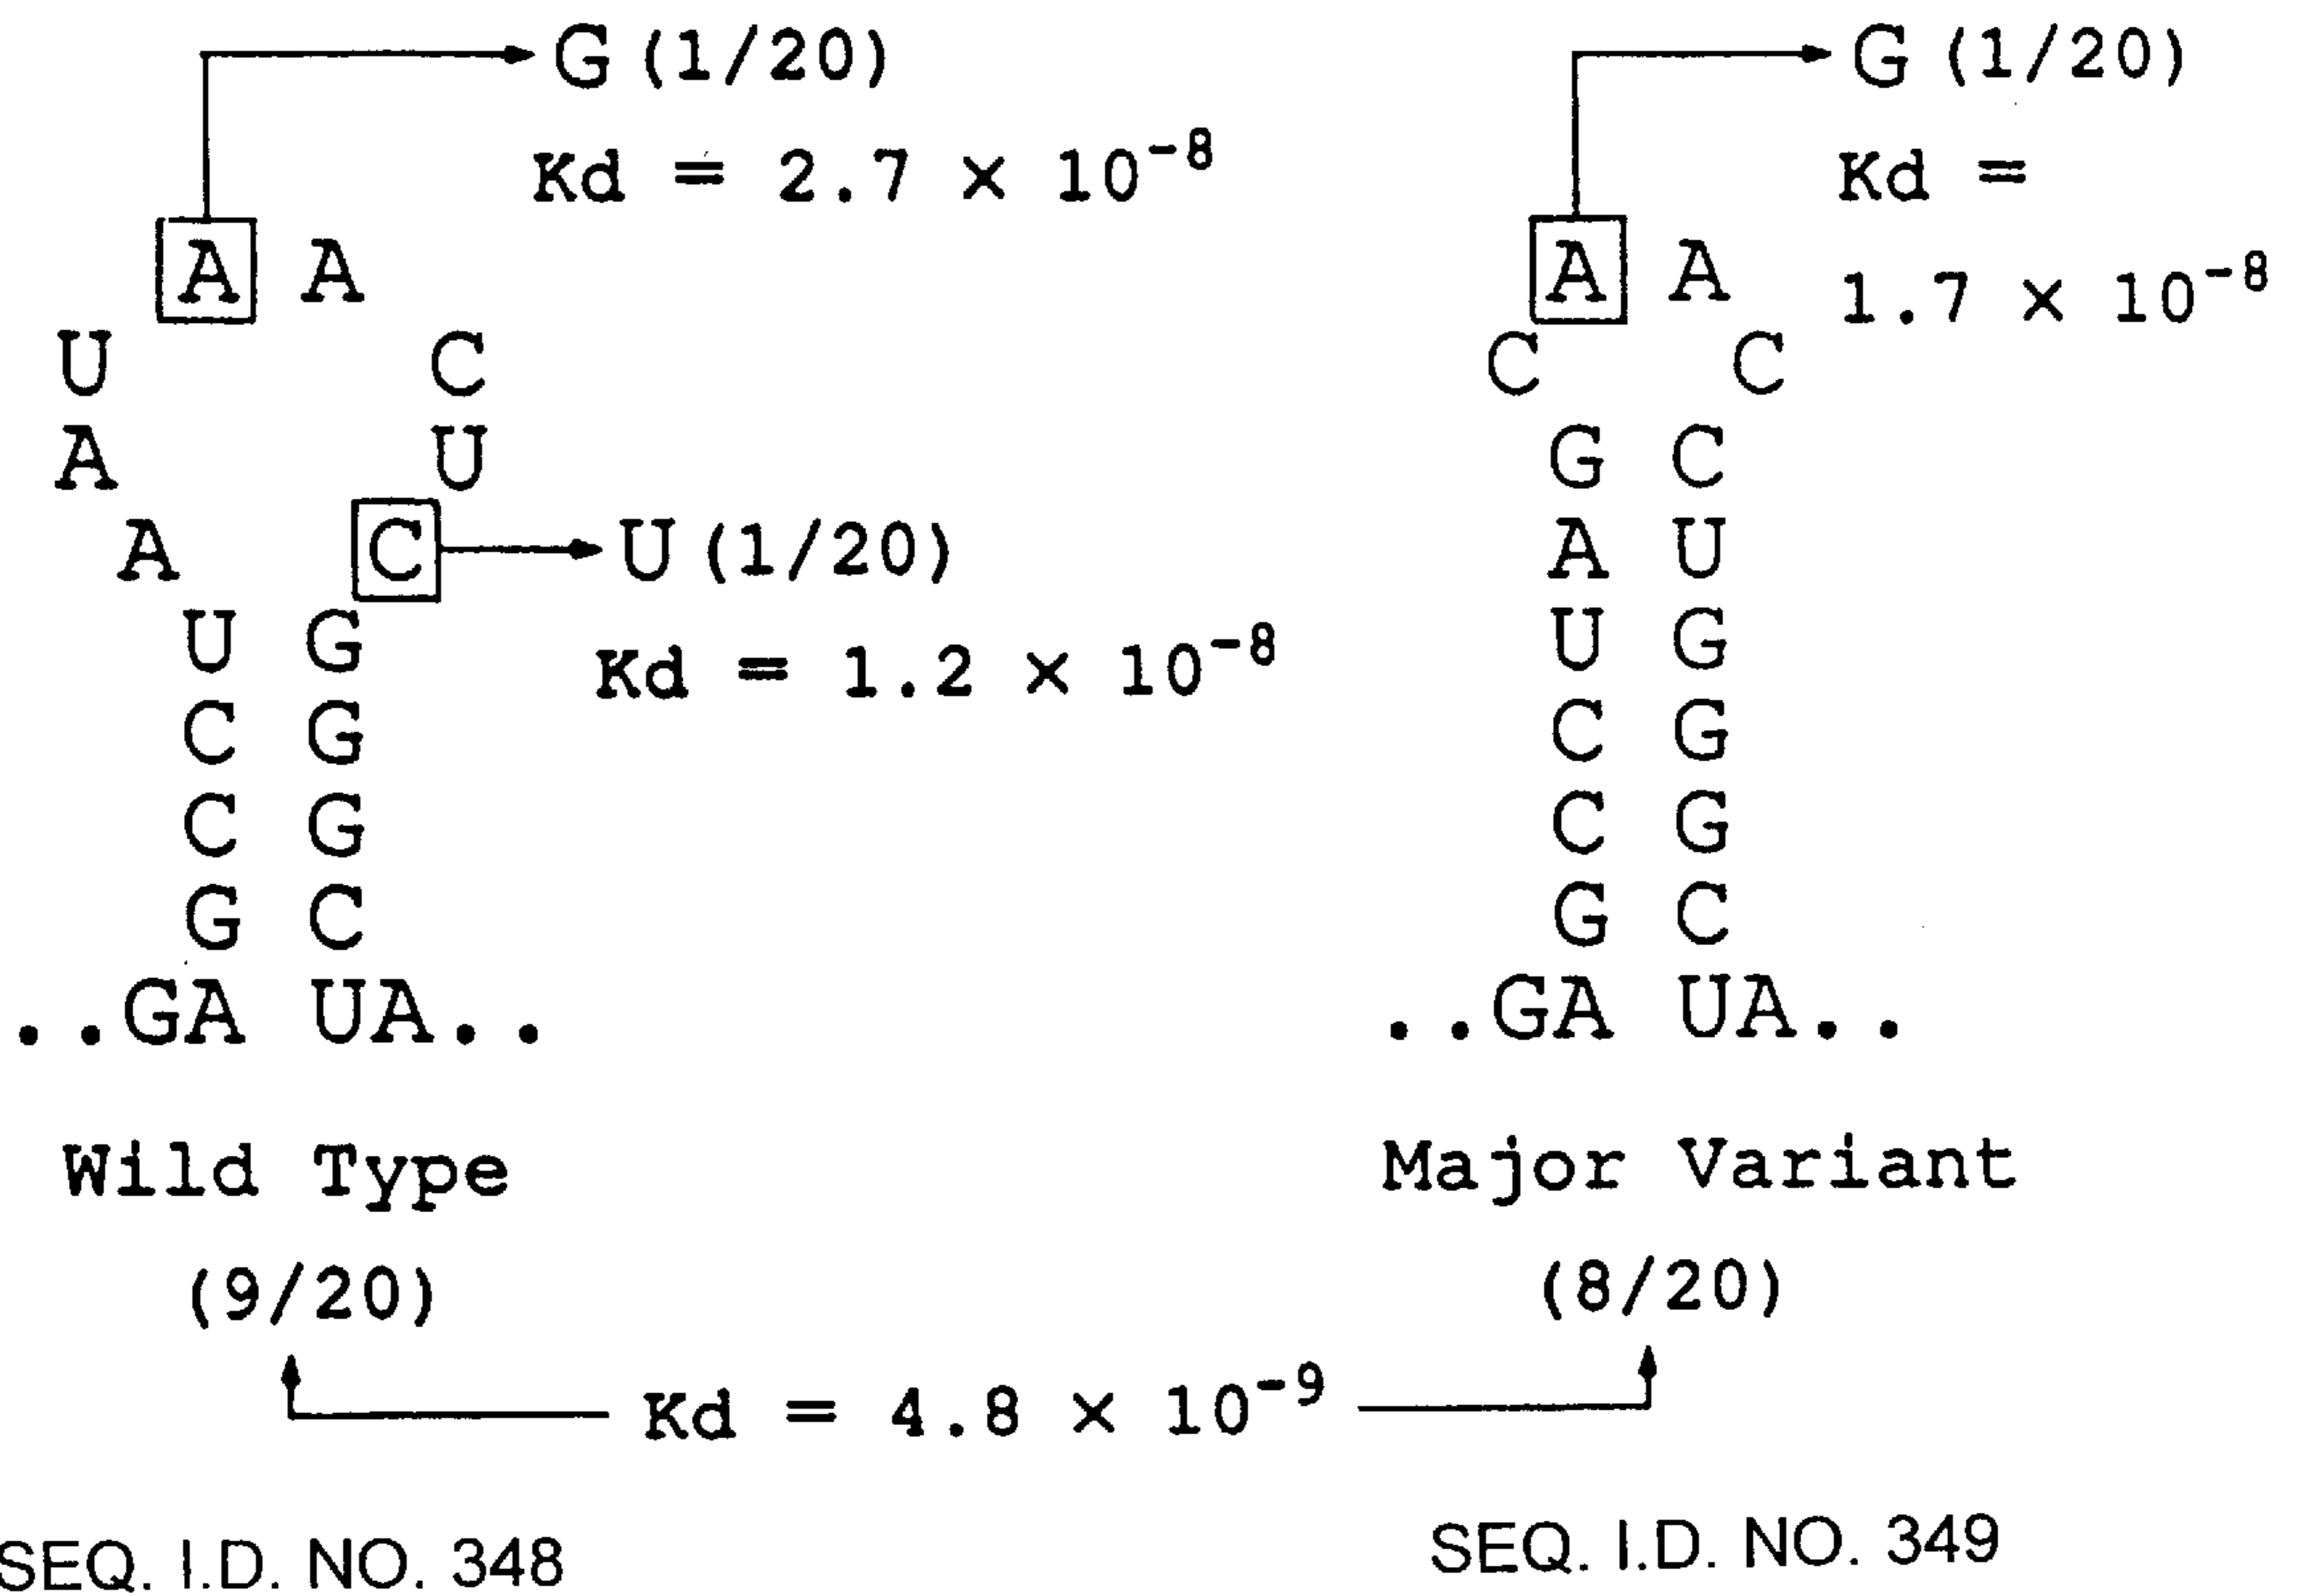 G (1/20) G (1/20)
Kd = 2.7 × 10⁻⁸ Kd =
A A A A 1.7 × 10⁻⁸
U C C C
A U G C
A C U (1/20) A U
U G Kd = 1.2 × 10⁻⁸ U G
C G C G
C G C G
G C G C
..GA UA.. ..GA UA..
Wild Type Major Variant
(9/20) (8/20)
Kd = 4.8 × 10⁻⁹
SEQ. I.D. NO. 348 SEQ. I.D. NO. 349